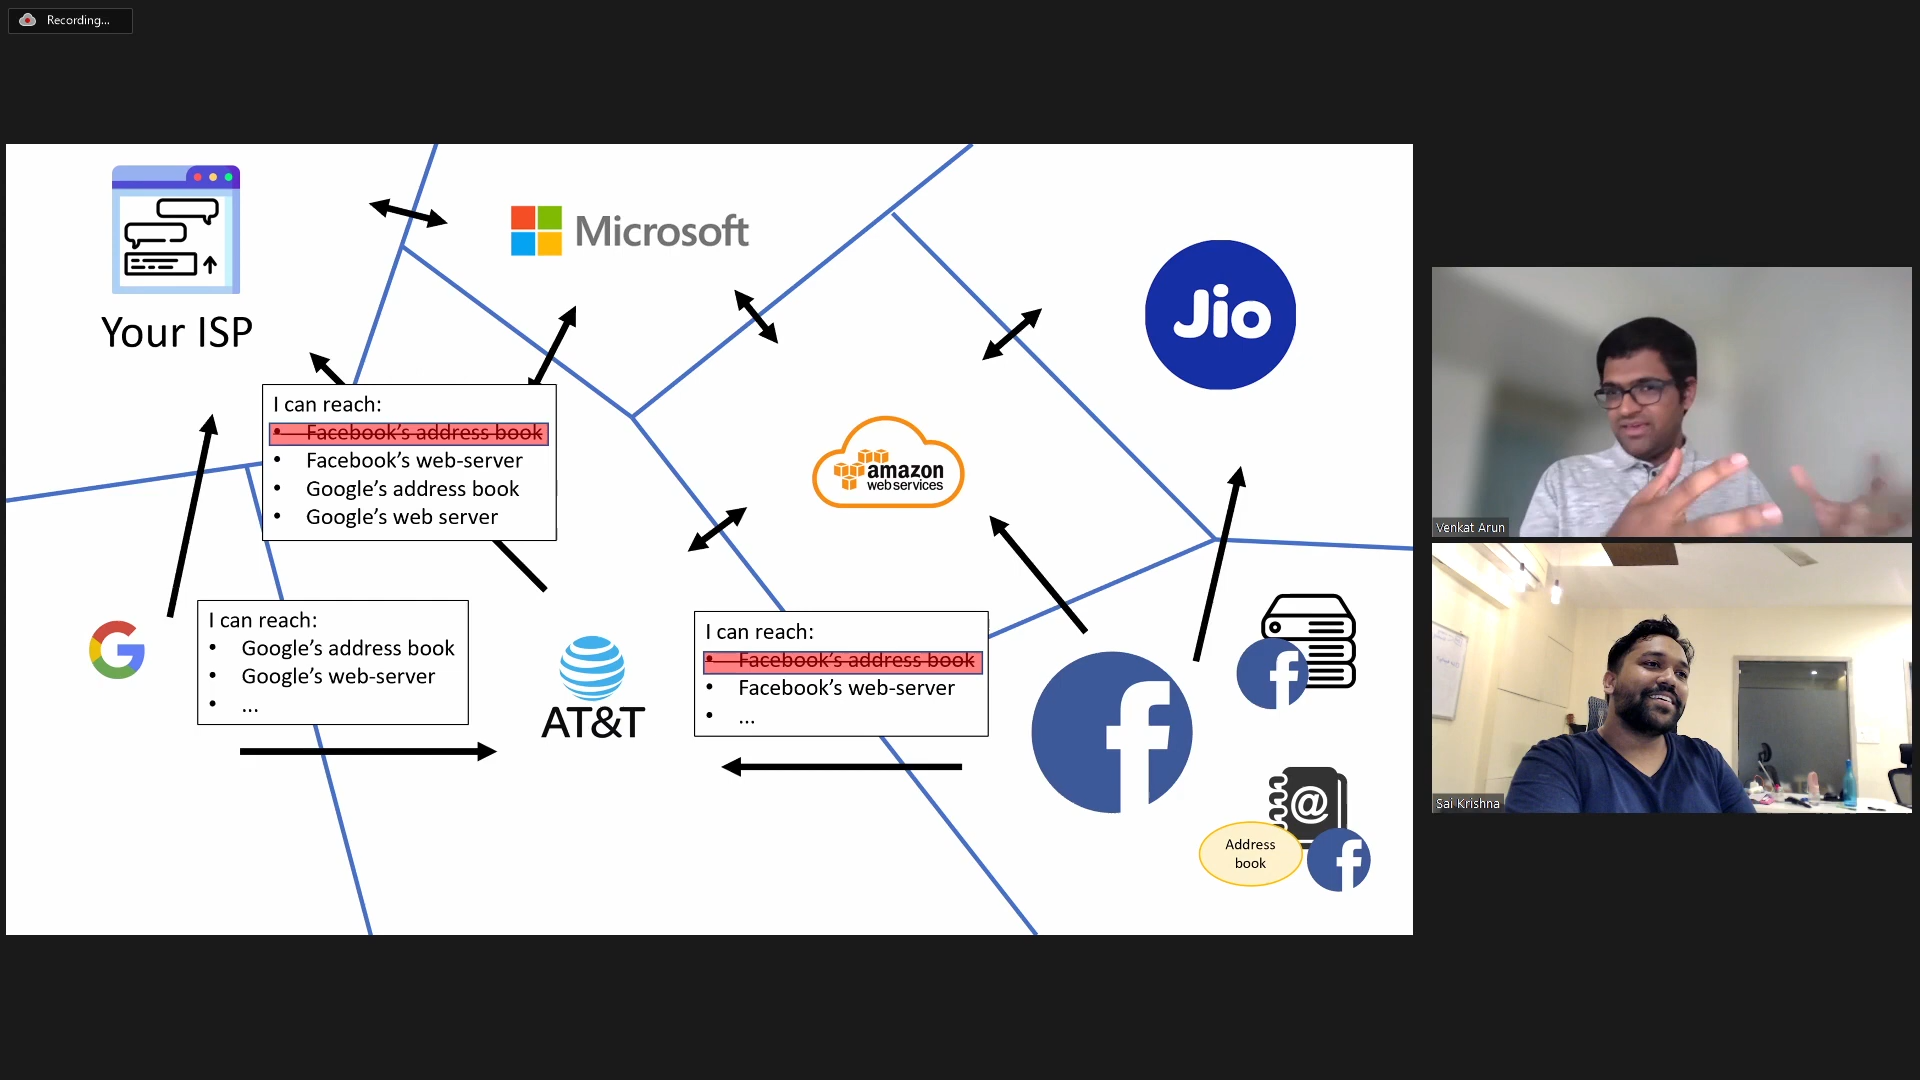 Recording...
Microsoft
Jio
Your ISP
I can reach:
• Facebook's address book
• Facebook's web-server
• Google's address book
• Google's web server
amazon
web services
I can reach:
• Google's address book
• Google's web-server
• ...
AT&T
I can reach:
• Facebook's address book
• Facebook's web-server
• ...
Address
book
Venkat Arun
Sai Krishna